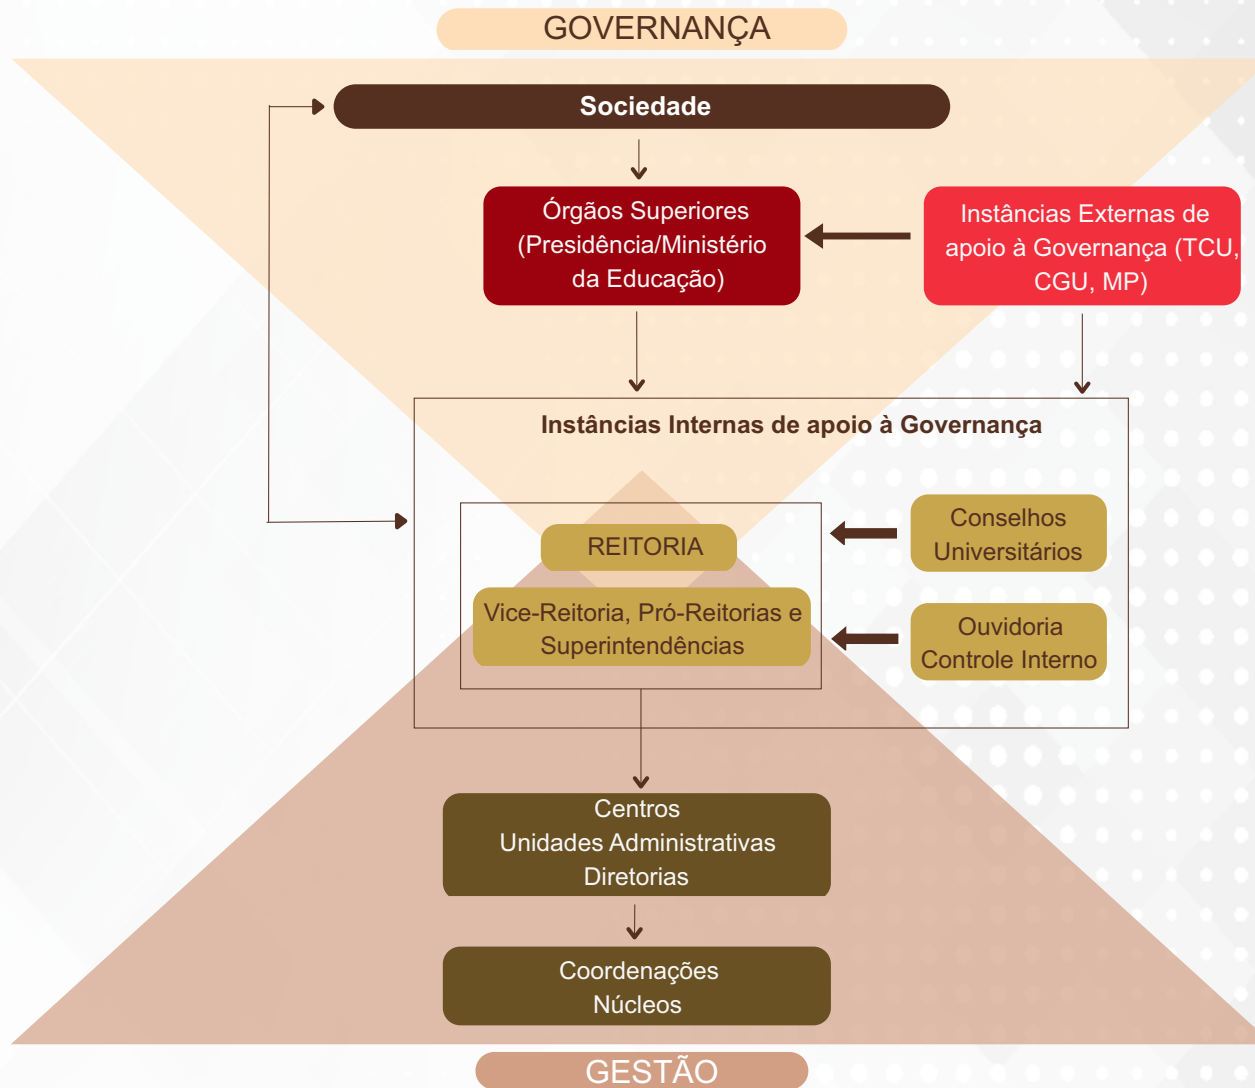 GOVERNANÇA
Sociedade
Órgãos Superiores
(Presidência/Ministério
da Educação)
Instâncias Externas de
apoio à Governança (TCU,
CGU, MP)
Instâncias Internas de apoio à Governança
REITORIA
Vice-Reitoria, Pró-Reitorias e
Superintendências
Conselhos
Universitários
Ouvidoria
Controle Interno
Centros
Unidades Administrativas
Diretorias
Coordenações
Núcleos
GESTÃO